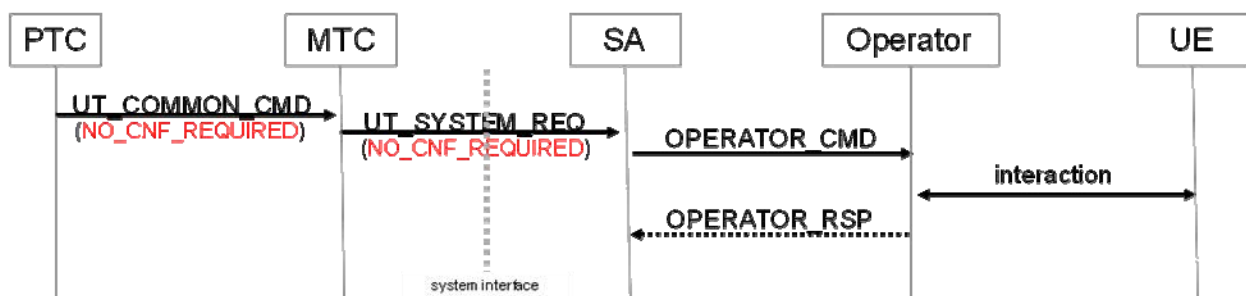 PTC
MTC
SA
Operator
UE
UT_COMMON_CMD
(NO_CNF_REQUIRED)
UT_SYSTEM_REQ
(NO_CNF_REQUIRED)
OPERATOR_CMD
interaction
OPERATOR_RSP
system interface